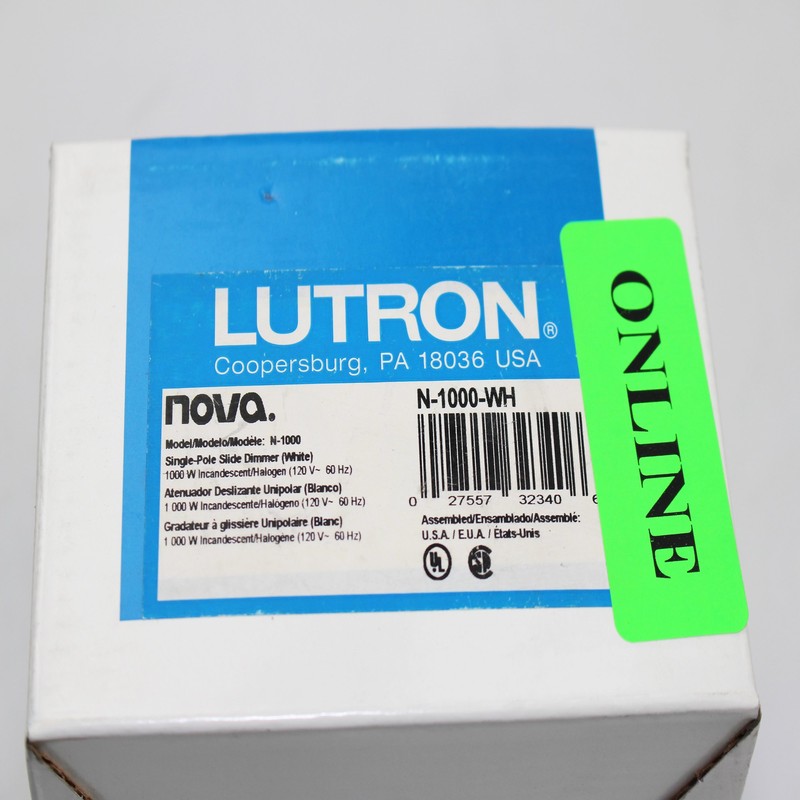 LUTRON®
Coopersburg, PA 18036 USA
nova®
N-1000-WH
Model/Modelo/Modèle: N-1000
Single-Pole Slide Dimmer (White)
1000 W Incandescent/Halogen (120 V~ 60 Hz)
Atenuador Deslizante Unipolar (Blanco)
1 000 W Incandescente/Halógeno (120 V~ 60 Hz)
Gradateur à glissière Unipolaire (Blanc)
1 000 W Incandescent/Halogène (120 V~ 60 Hz)
0 27557 32340 6
Assembled/Ensamblado/Assemblé:
U.S.A. / E.U.A. / États-Unis
UL
ONLINE